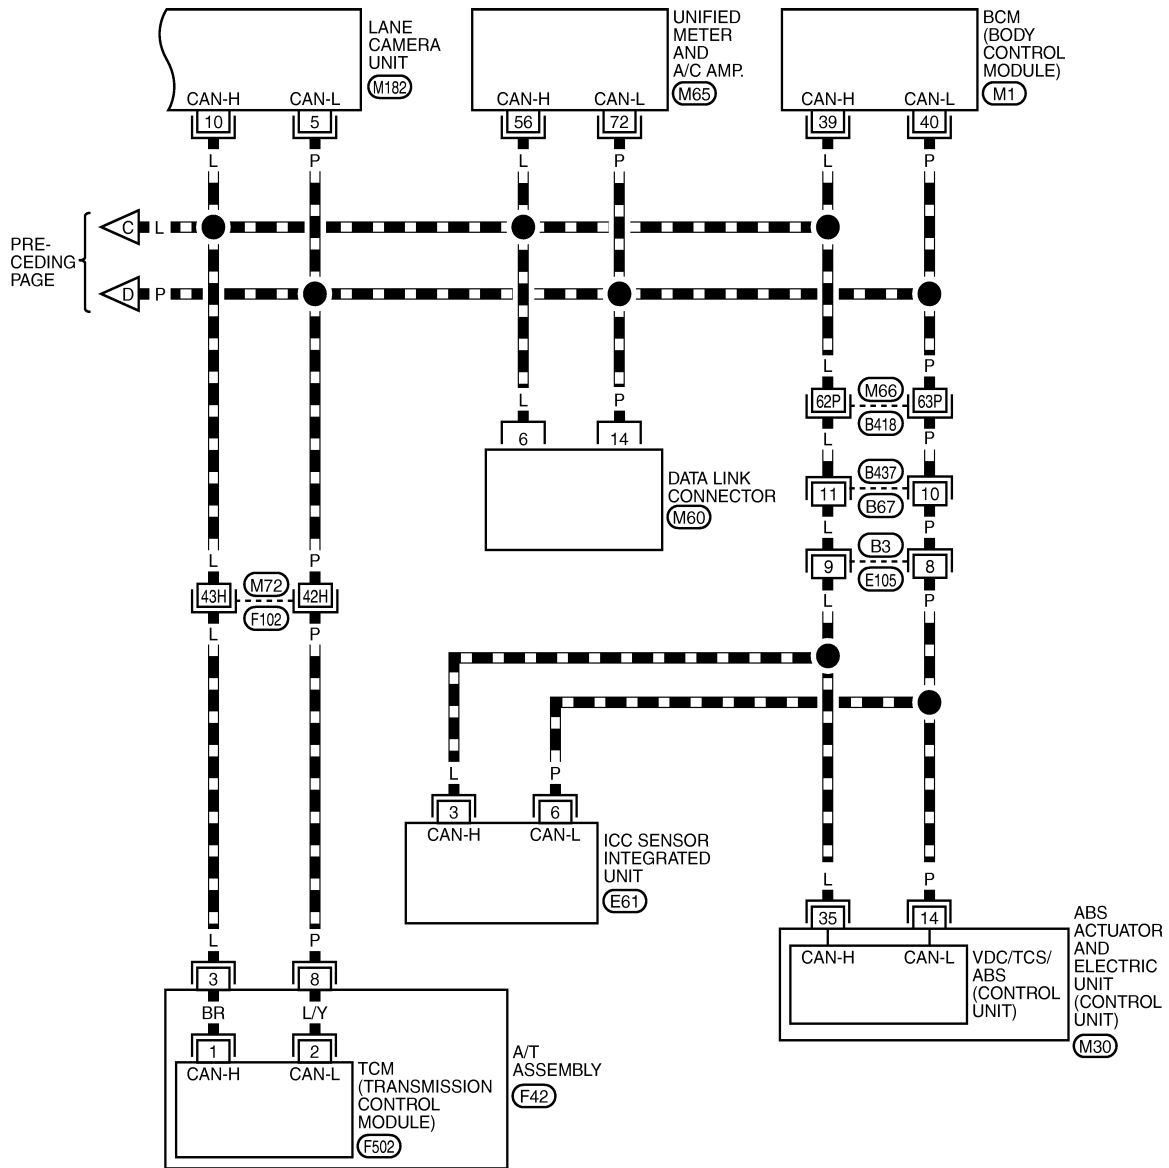 LANE
CAMERA
UNIT
M182
UNIFIED
METER
AND
A/C AMP.
M65
BCM
(BODY
CONTROL
MODULE)
M1
CAN-H CAN-L CAN-H CAN-L CAN-H CAN-L
10 5 56 72 39 40
L P L P L P
C L
PRE-
CEDING
PAGE
D P
L P
L P
62P M66 63P
B418
6 14
L P
DATA LINK
CONNECTOR
M60
B437
11 10
B67
L P
B3
9 8
E105
L P
43H M72 42H
F102
L P
L P
L P
3 6
CAN-H CAN-L
ICC SENSOR
INTEGRATED
UNIT
E61
L P
35 14
CAN-H CAN-L
VDC/TCS/
ABS
(CONTROL
UNIT)
ABS
ACTUATOR
AND
ELECTRIC
UNIT
(CONTROL
UNIT)
M30
L P
3 8
BR L/Y
1 2
CAN-H CAN-L
TCM
(TRANSMISSION
CONTROL
MODULE)
F502
A/T
ASSEMBLY
F42